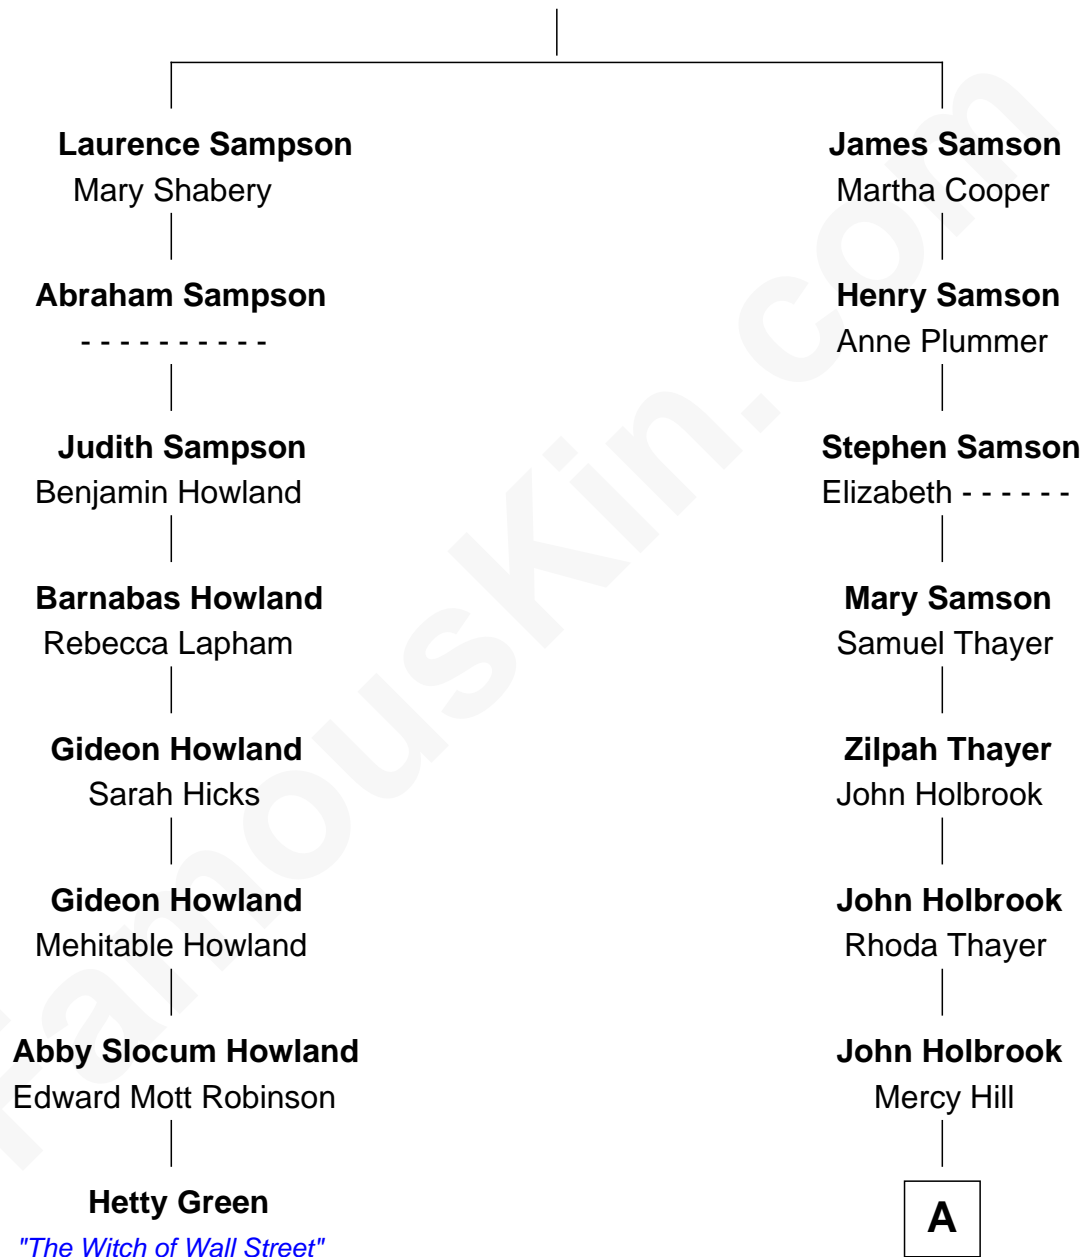 Laurence Sampson
Mary Shabery
James Samson
Martha Cooper
Abraham Sampson
- - - - - - - - - -
Henry Samson
Anne Plummer
Judith Sampson
Benjamin Howland
Stephen Samson
Elizabeth - - - - - -
Barnabas Howland
Rebecca Lapham
Mary Samson
Samuel Thayer
Gideon Howland
Sarah Hicks
Zilpah Thayer
John Holbrook
Gideon Howland
Mehitable Howland
John Holbrook
Rhoda Thayer
Abby Slocum Howland
Edward Mott Robinson
John Holbrook
Mercy Hill
Hetty Green
"The Witch of Wall Street"
A
FamousKin.com